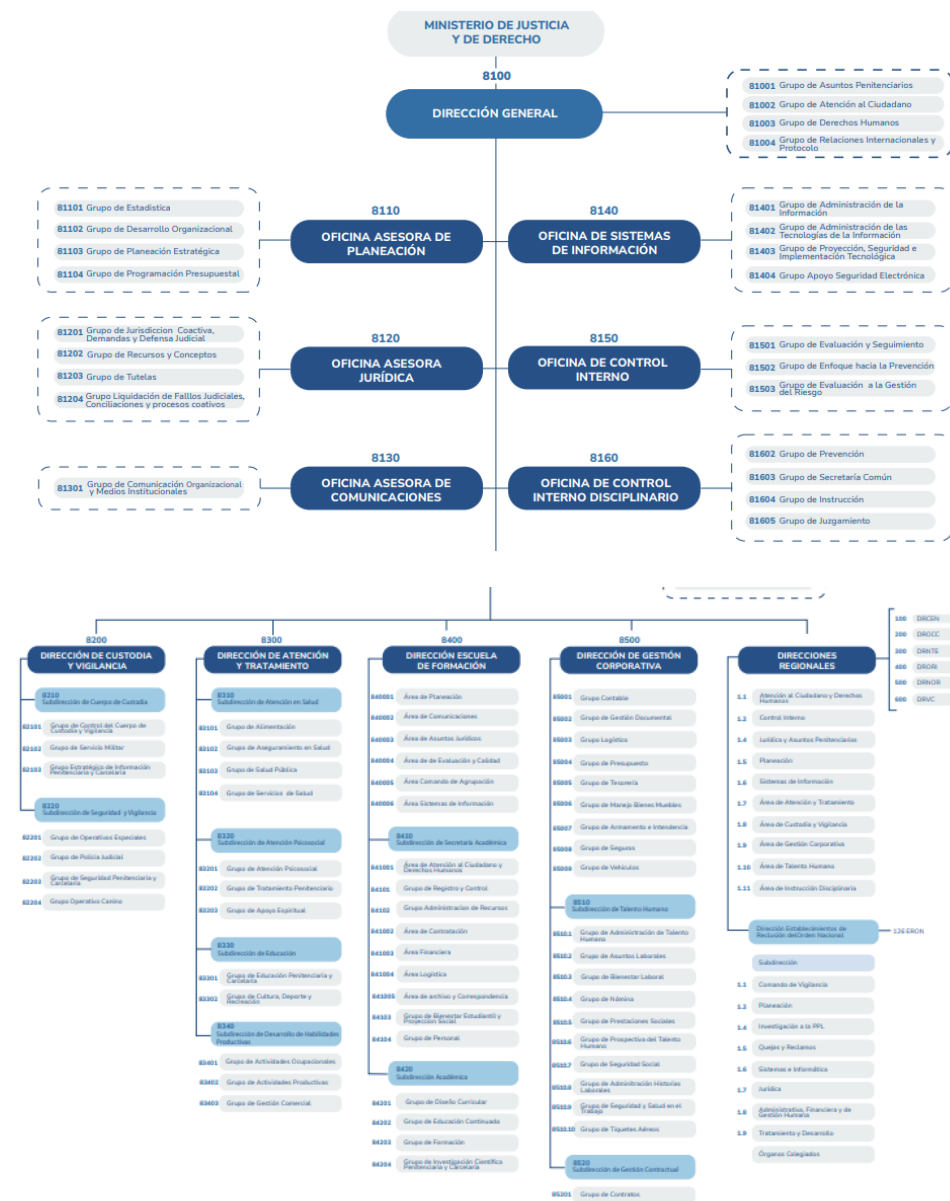 MINISTERIO DE JUSTICIA
Y DE DERECHO
8100
DIRECCIÓN GENERAL
81001 Grupo de Asuntos Penitenciarios
81002 Grupo de Atención al Ciudadano
81003 Grupo de Derechos Humanos
81004 Grupo de Relaciones Internacionales y
Protocolo
8110
OFICINA ASESORA DE
PLANEACIÓN
81101 Grupo de Estadistica
81102 Grupo de Desarrollo Organizacional
81103 Grupo de Planeación Estratégica
81104 Grupo de Programación Presupuestal
8140
OFICINA DE SISTEMAS
DE INFORMACIÓN
81401 Grupo de Administración de la
Información
81402 Grupo de Administración de las
Tecnologías de la Información
81403 Grupo de Proyección, Seguridad e
Implementación Tecnológica
81404 Grupo Apoyo Seguridad Electrónica
8120
OFICINA ASESORA
JURÍDICA
81201 Grupo de Jurisdiccion Coactiva,
Demandas y Defensa Judicial
81202 Grupo de Recursos y Conceptos
81203 Grupo de Tutelas
81204 Grupo Liquidación de Falllos Judiciales,
Conciliaciones y procesos coativos
8150
OFICINA DE CONTROL
INTERNO
81501 Grupo de Evaluación y Seguimiento
81502 Grupo de Enfoque hacia la Prevención
81503 Grupo de Evaluación a la Gestión
del Riesgo
8130
OFICINA ASESORA DE
COMUNICACIONES
81301 Grupo de Comunicación Organizacional
y Medios Institucionales
8160
OFICINA DE CONTROL
INTERNO DISCIPLINARIO
81602 Grupo de Prevención
81603 Grupo de Secretaría Común
81604 Grupo de Instrucción
81605 Grupo de Juzgamiento
8200
DIRECCIÓN DE CUSTODIA
Y VIGILANCIA
8210
Subdirección de Cuerpo de Custodia
82101 Grupo de Control del Cuerpo de
Custodia y Vigilancia
82102 Grupo de Servicio Militar
82103 Grupo Estratégico de Información
Penitenciaria y Carcelaria
8220
Subdirección de Seguridad y Vigilancia
82201 Grupo de Operativos Especiales
82202 Grupo de Policia Judicial
82203 Grupo de Seguridad Penitenciaria y
Carcelaria
82204 Grupo Operativo Canino
8300
DIRECCIÓN DE ATENCIÓN
Y TRATAMIENTO
8310
Subdirección de Atención en Salud
83101 Grupo de Alimentación
83102 Grupo de Aseguramiento en Salud
83103 Grupo de Salud Pública
83104 Grupo de Servicios de Salud
8320
Subdirección de Atención Psicosocial
83201 Grupo de Atención Psicosocial
83202 Grupo de Tratamiento Penitenciario
83203 Grupo de Apoyo Espiritual
8330
Subdirección de Educación
83301 Grupo de Educación Penitenciaria y
Carcelaria
83302 Grupo de Cultura, Deporte y
Recreación
8340
Subdirección de Desarrollo de Habilidades
Productivas
83401 Grupo de Actividades Ocupacionales
83402 Grupo de Actividades Productivas
83403 Grupo de Gestión Comercial
8400
DIRECCIÓN ESCUELA
DE FORMACIÓN
840001 Área de Planeación
840002 Área de Comunicaciones
840003 Área de Asuntos Jurídicos
840004 Área de de Evaluación y Calidad
840005 Área Comando de Agrupación
840006 Área Sistemas de Información
8410
Subdirección de Secretaría Académica
841001 Área de Atención al Ciudadano y
Derechos Humanos
84101 Grupo de Registro y Control
84102 Grupo Administracion de Recursos
841002 Área de Contratación
841003 Área Financiera
841004 Área Logística
841005 Área de archivo y Correspondencia
84103 Grupo de Bienestar Estudiantil y
Proyección Social
84104 Grupo de Personal
8420
Subdirección Académica
84201 Grupo de Diseño Curricular
84202 Grupo de Educación Continuada
84203 Grupo de Formación
84204 Grupo de Investigación Científica
Penitenciaria y Carcelaria
8500
DIRECCIÓN DE GESTIÓN
CORPORATIVA
85001 Grupo Contable
85002 Grupo de Gestión Documental
85003 Grupo Logística
85004 Grupo de Presupuesto
85005 Grupo de Tesorería
85006 Grupo de Manejo Bienes Muebles
85007 Grupo de Armamento e Intendencia
85008 Grupo de Seguros
85009 Grupo de Vehículos
8510
Subdirección de Talento Humano
8510.1 Grupo de Administración de Talento
Humano
8510.2 Grupo de Asuntos Laborales
8510.3 Grupo de Bienestar Laboral
8510.4 Grupo de Nómina
8510.5 Grupo de Prestaciones Sociales
8510.6 Grupo de Prospectiva del Talento
Humano
8510.7 Grupo de Seguridad Social
8510.8 Grupo de Adminitración Historias
Laborales
8510.9 Grupo de Seguridad y Salud en el
Trabajo
8510.10 Grupo de Tiquetes Aéreos
8520
Subdirección de Gestión Contractual
85201 Grupo de Contratos
DIRECCIONES
REGIONALES
100 DRCEN
200 DROCC
300 DRNTE
400 DRORI
500 DRNOR
600 DRVC
1.1 Atención al Ciudadano y Derechos
Humanos
1.2 Control Interno
1.4 Jurídica y Asuntos Penitenciarios
1.5 Planeación
1.6 Sistemas de Información
1.7 Área de Atención y Tratamiento
1.8 Área de Custodia y Vigilancia
1.9 Área de Gestión Corporativa
1.10 Área de Talento Humano
1.11 Área de Instrucción Disciplinaria
Dirección Establecimientos de
Reclusión del Orden Nacional
126 ERON
Subdirección
1.1 Comando de Vigilancia
1.2 Planeación
1.4 Investigación a la PPL
1.5 Quejas y Reclamos
1.6 Sistemas e Informática
1.7 Jurídica
1.8 Administrativa, Financiera y de
Gestión Humana
1.9 Tratamiento y Desarrollo
Órganos Colegiados